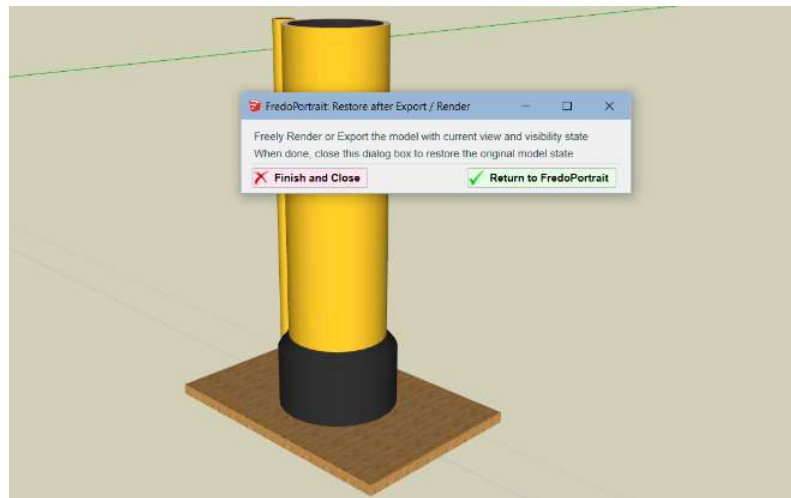 FredoPortrait: Restore after Export / Render
Freely Render or Export the model with current view and visibility state
When done, close this dialog box to restore the original model state
Finish and Close Return to FredoPortrait